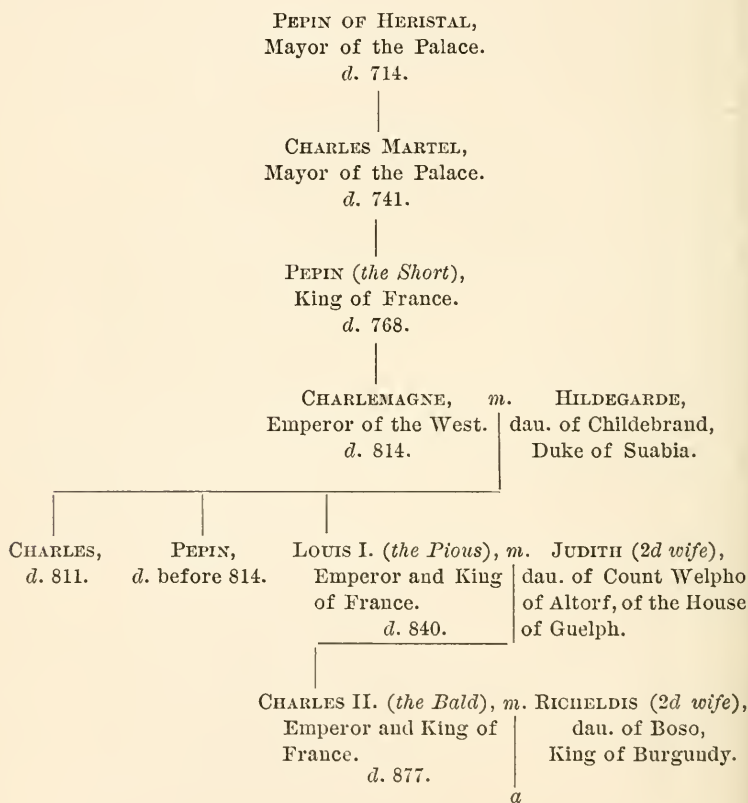 PEPIN OF HERISTAL,
Mayor of the Palace.
d. 714.
CHARLES MARTEL,
Mayor of the Palace.
d. 741.
PEPIN (the Short),
King of France.
d. 768.
CHARLEMAGNE, m. HILDEGARDE,
Emperor of the West. dau. of Childebrand,
d. 814. Duke of Suabia.
CHARLES, PEPIN, LOUIS I. (the Pious), m. JUDITH (2d wife),
d. 811. d. before 814. Emperor and King dau. of Count Welpho
of France. of Altorf, of the House
d. 840. of Guelph.
CHARLES II. (the Bald), m. RICHELDIS (2d wife),
Emperor and King of dau. of Boso,
France. King of Burgundy.
d. 877.
a